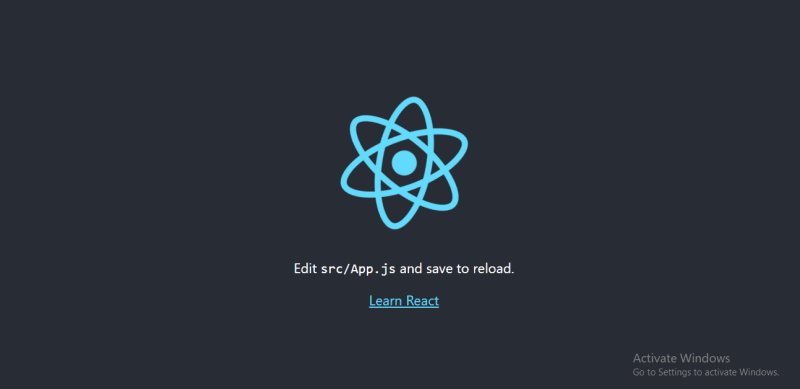 Edit src/App.js and save to reload.
Learn React
Activate Windows
Go to Settings to activate Windows.